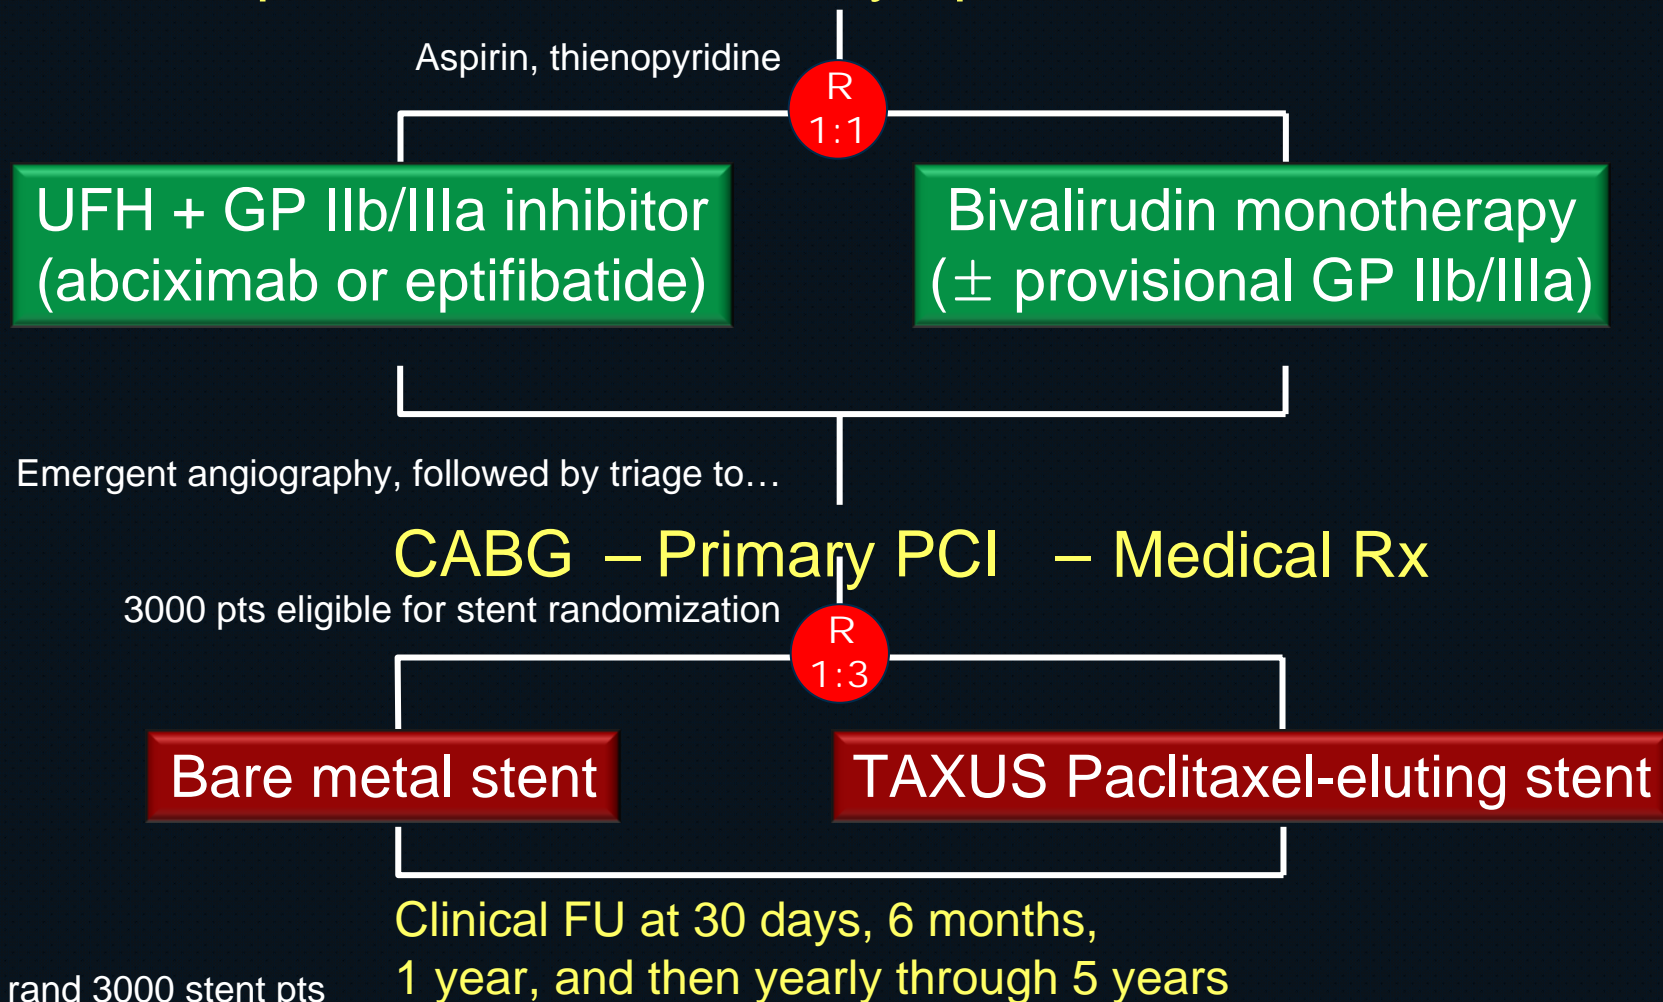 Aspirin, thienopyridine
R
1:1
UFH + GP IIb/IIIa inhibitor
(abciximab or eptifibatide)
Bivalirudin monotherapy
(± provisional GP IIb/IIIa)
Emergent angiography, followed by triage to…
CABG – Primary PCI – Medical Rx
3000 pts eligible for stent randomization
R
1:3
Bare metal stent
TAXUS Paclitaxel-eluting stent
Clinical FU at 30 days, 6 months,
1 year, and then yearly through 5 years
rand 3000 stent pts